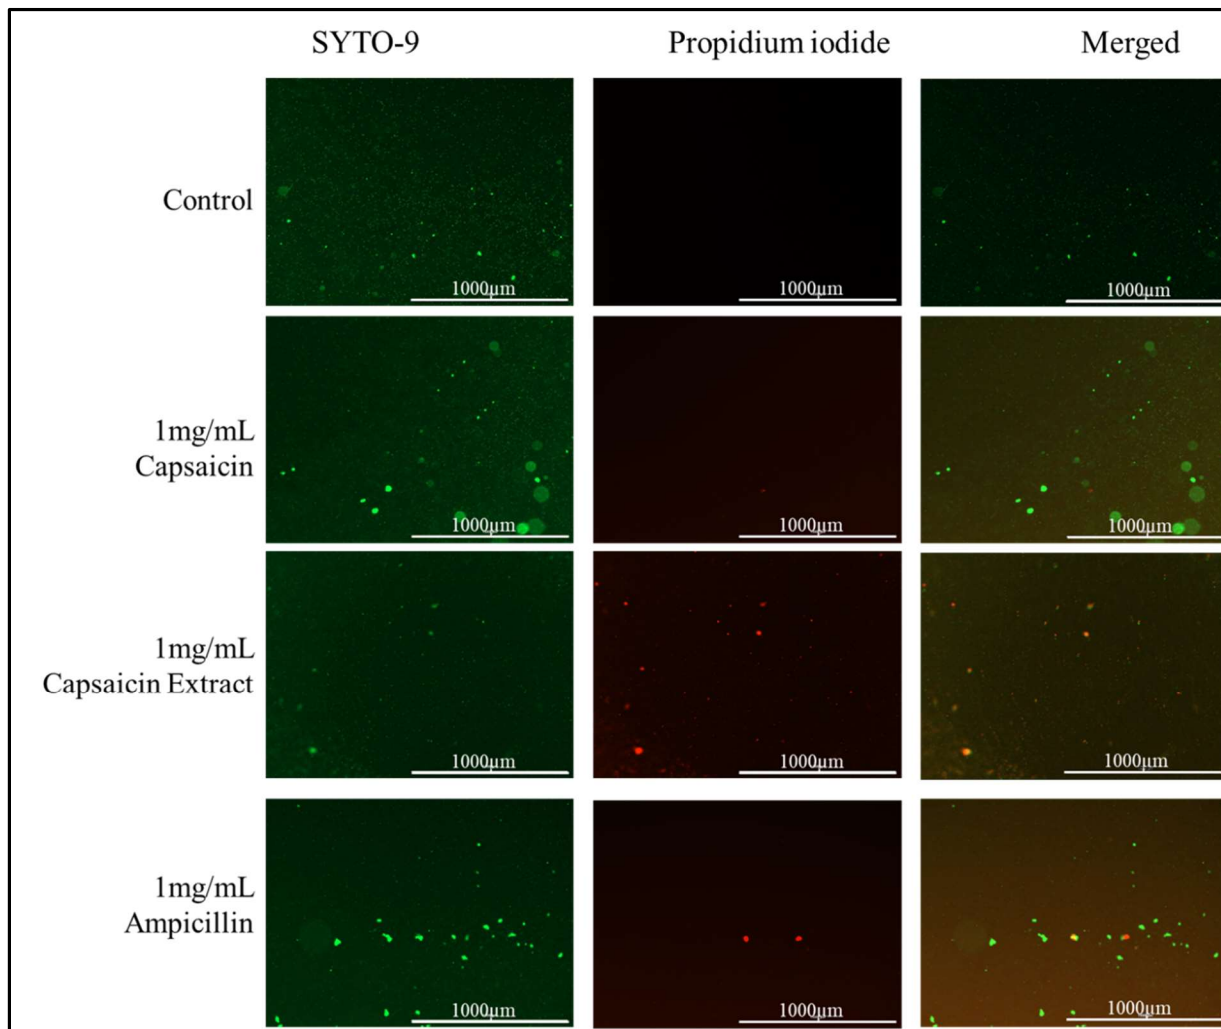 SYTO-9 Propidium iodide Merged
Control
1000µm 1000µm 1000µm
1mg/mL
Capsaicin
1000µm 1000µm 1000µm
1mg/mL
Capsaicin Extract
1000µm 1000µm 1000µm
1mg/mL
Ampicillin
1000µm 1000µm 1000µm